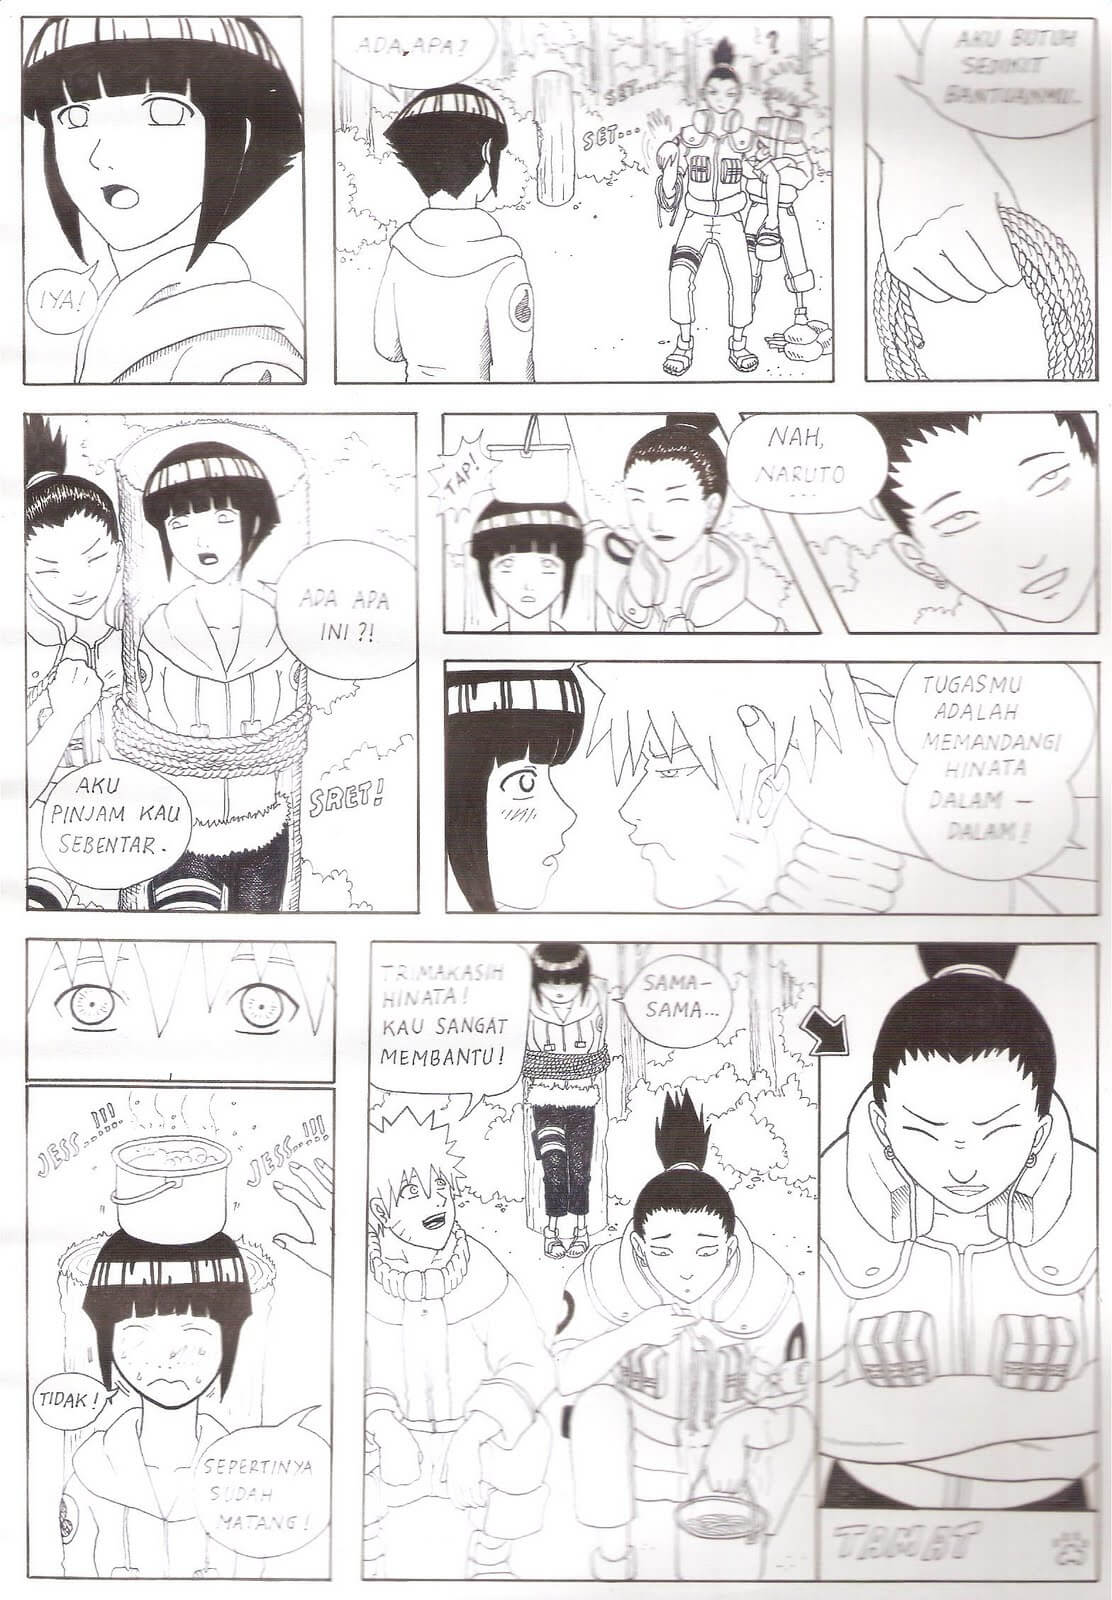 IYA!
ADA APA?
?
SET...
SET...
AKU BUTUH
SEDIKIT
BANTUANMU..
ADA APA
INI?!
AKU
PINJAM KAU
SEBENTAR.
SRET!
TAP!
NAH,
NARUTO
...
TUGASMU
ADALAH
MEMANDANGI
HINATA
DALAM -
DALAM!
JESS..!!!
JESS..!!!
TIDAK!
SEPERTINYA
SUDAH
MATANG!
TRIMAKASIH
HINATA!
KAU SANGAT
MEMBANTU!
SAMA-
SAMA...
TAMAT